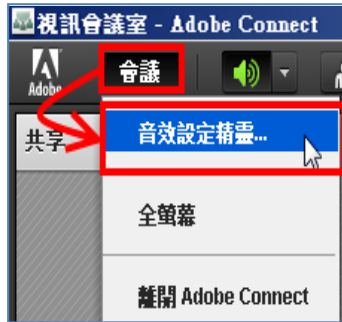 視訊會議室 - Adobe Connect
Adobe
會議
共享
音效設定精靈...
全螢幕
離開 Adobe Connect